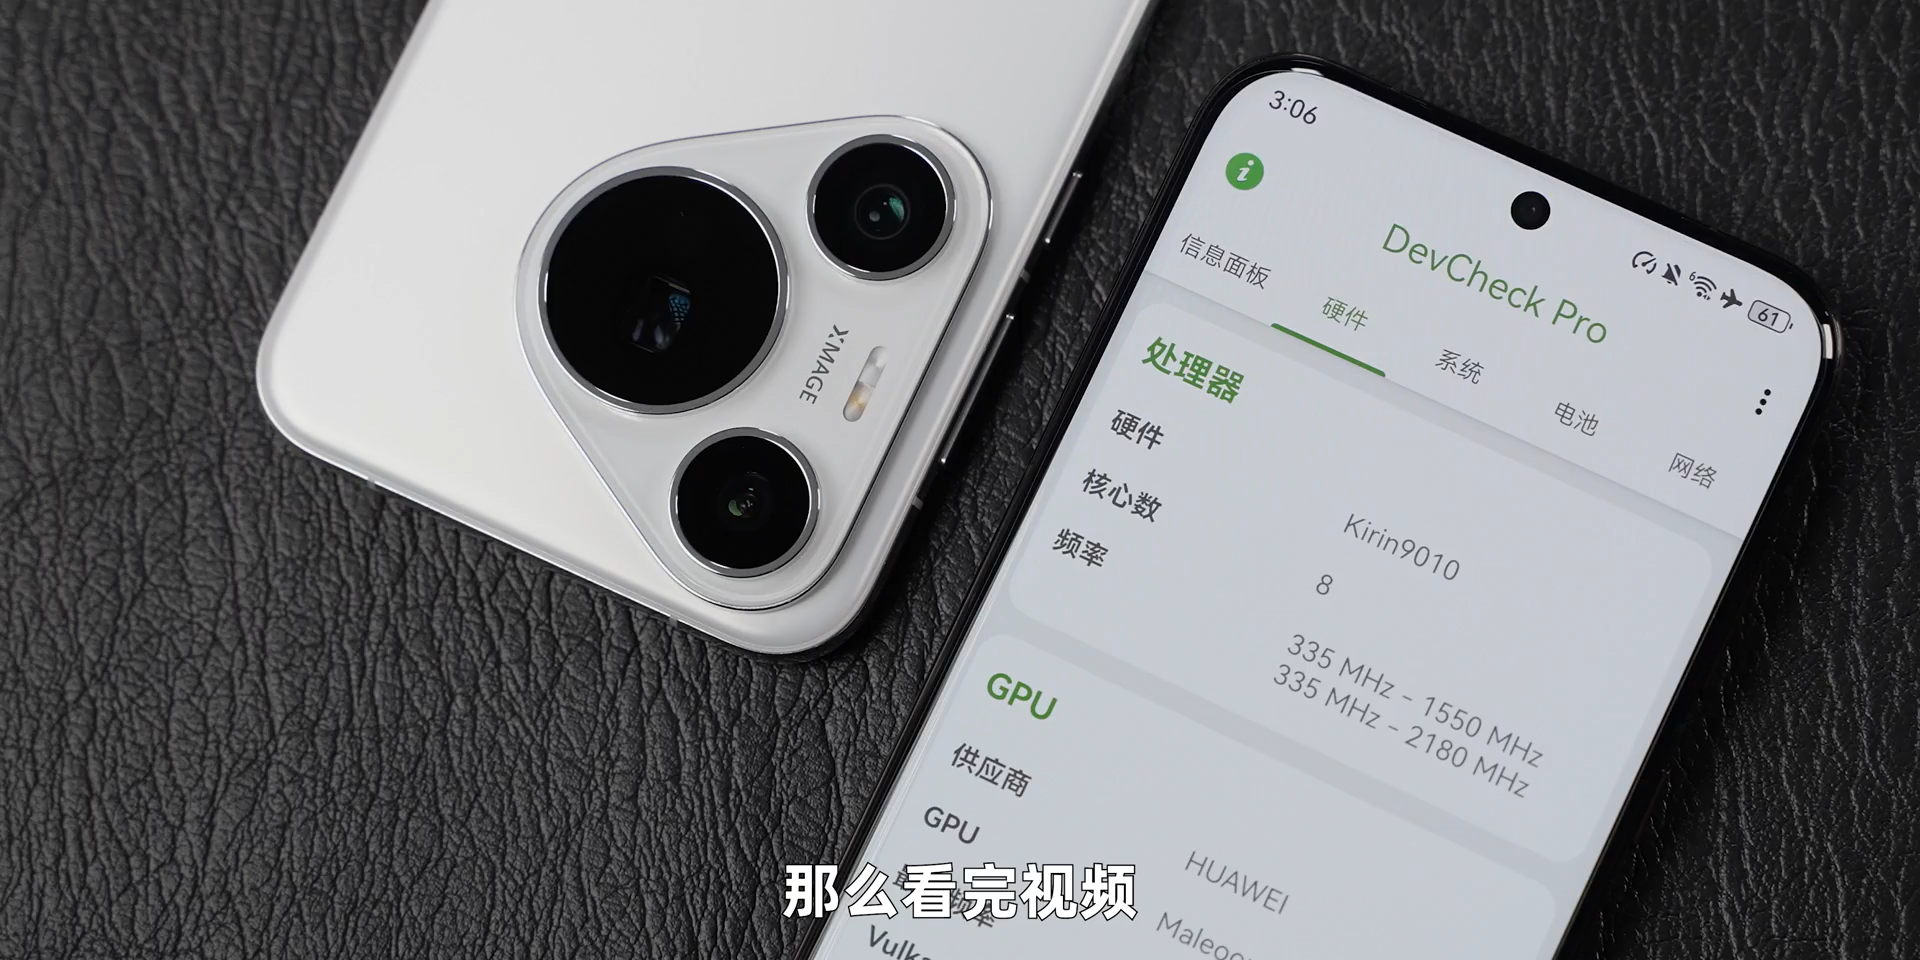 XMAGE
3:06
61
DevCheck Pro
信息面板
硬件
系统
电池
网络
处理器
硬件
Kirin9010
核心数
8
频率
335 MHz - 1550 MHz
335 MHz - 2180 MHz
GPU
供应商
HUAWEI
GPU
频率
那么看完视频